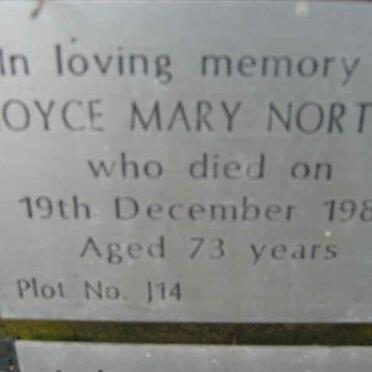 In loving memory
OYCE MARY NORT
who died on
19th December 198
Aged 73 years
Plot No. J14